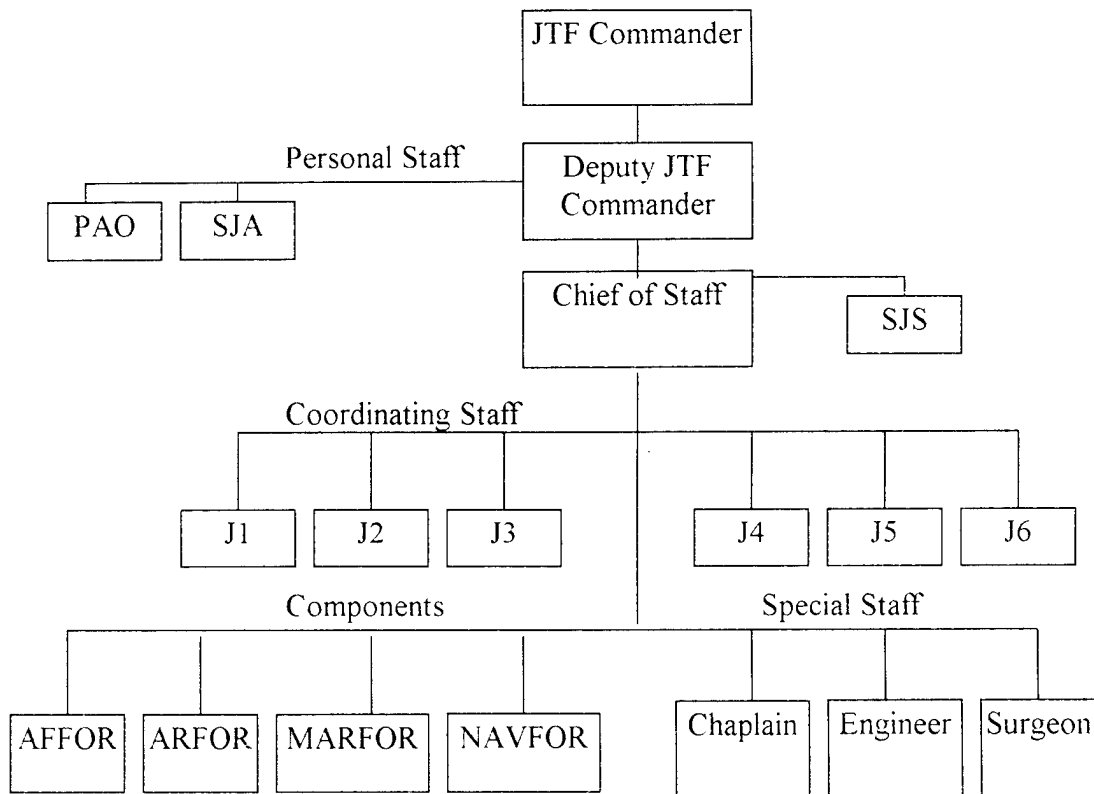 JTF Commander
Personal Staff
Deputy JTF
Commander
PAO
SJA
Chief of Staff
SJS
Coordinating Staff
J1
J2
J3
J4
J5
J6
Components
Special Staff
AFFOR
ARFOR
MARFOR
NAVFOR
Chaplain
Engineer
Surgeon